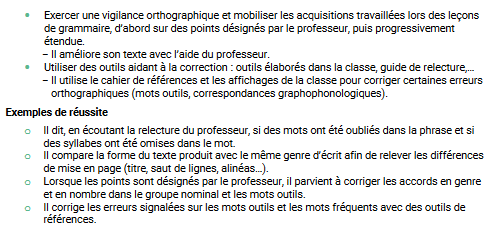 • Exercer une vigilance orthographique et mobiliser les acquisitions travaillées lors des leçons
de grammaire, d'abord sur des points désignés par le professeur, puis progressivement
étendue.
– Il améliore son texte avec l'aide du professeur.
• Utiliser des outils aidant à la correction : outils élaborés dans la classe, guide de relecture,...
– Il utilise le cahier de références et les affichages de la classe pour corriger certaines erreurs
orthographiques (mots outils, correspondances graphophonologiques).
Exemples de réussite
o Il dit, en écoutant la relecture du professeur, si des mots ont été oubliés dans la phrase et si
des syllabes ont été omises dans le mot.
o Il compare la forme du texte produit avec le même genre d'écrit afin de relever les différences
de mise en page (titre, saut de lignes, alinéas...).
o Lorsque les points sont désignés par le professeur, il parvient à corriger les accords en genre
et en nombre dans le groupe nominal et les mots outils.
o Il corrige les erreurs signalées sur les mots outils et les mots fréquents avec des outils de
références.